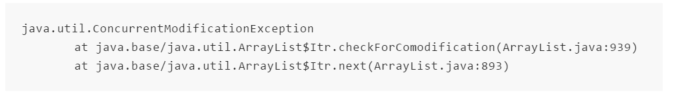 java.util.ConcurrentModificationException
at java.base/java.util.ArrayList$Itr.checkForComodification(ArrayList.java:939)
at java.base/java.util.ArrayList$Itr.next(ArrayList.java:893)